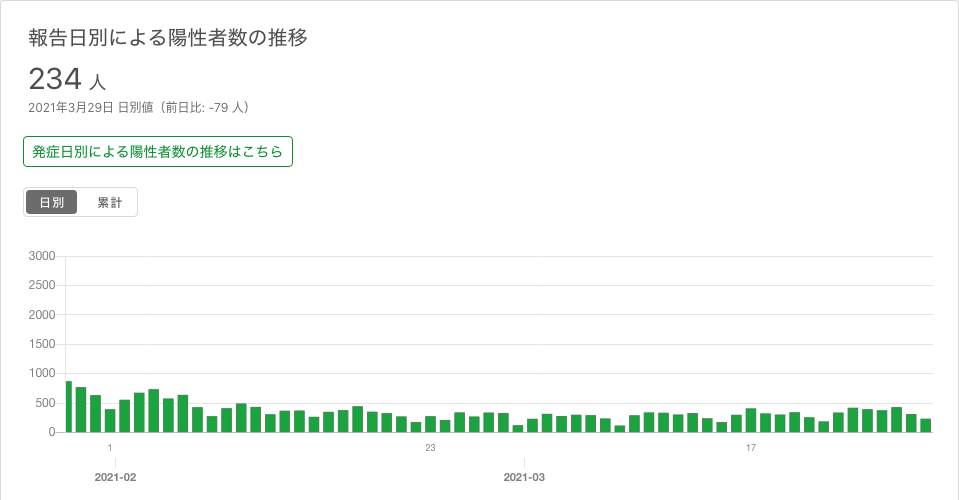 報告日別による陽性者数の推移
234 人
2021年3月29日 日別値（前日比: -79 人）
発症日別による陽性者数の推移はこちら
日別 累計
3000
2500
2000
1500
1000
500
0
1 23 17
2021-02 2021-03